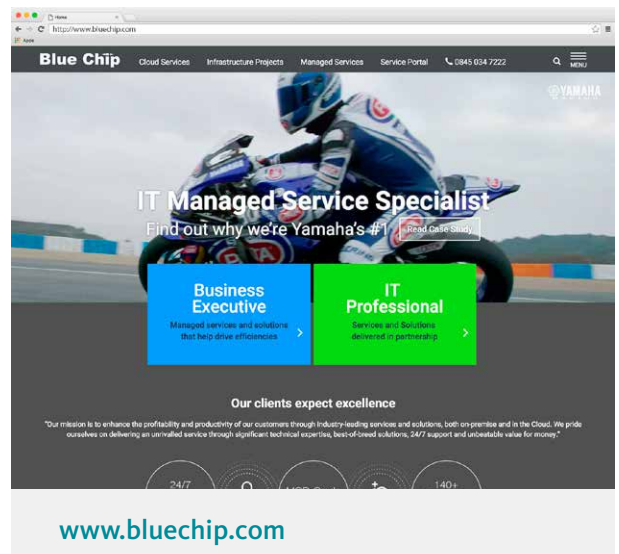 Home
http://www.bluechip.com
Apps
Blue Chip
Cloud Services Infrastructure Projects Managed Services Service Portal 0845 034 7222 MENU
YAMAHA
IT Managed Service Specialist
Find out why we're Yamaha's #1 Read Case Study
Business
Executive
Managed services and solutions
that help drive efficiencies
IT
Professional
Services and Solutions
delivered in partnership
Our clients expect excellence
"Our mission is to enhance the profitability and productivity of our customers through industry-leading services and solutions, both on-premise and in the Cloud. We pride
ourselves on delivering an unrivalled service through significant technical expertise, best-of-breed solutions, 24/7 support and unbeatable value for money."
24/7
140+
www.bluechip.com